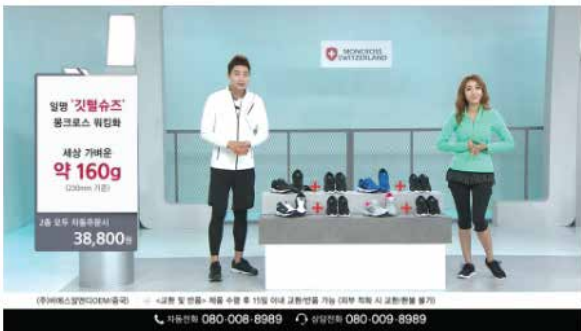 MONCROSS
SWITZERLAND
일명 '깃털슈즈'
몽크로스 워킹화
세상 가벼운
약 160g
(230mm 기준)
2종 모두 자동주문시
38,800원
(주)비에스알앤디(OEM/중국) <교환 및 반품> 제품 수령 후 15일 이내 교환/반품 가능 (외부 착화 시 교환/환불 불가)
자동전화 080-008-8989 상담전화 080-009-8989